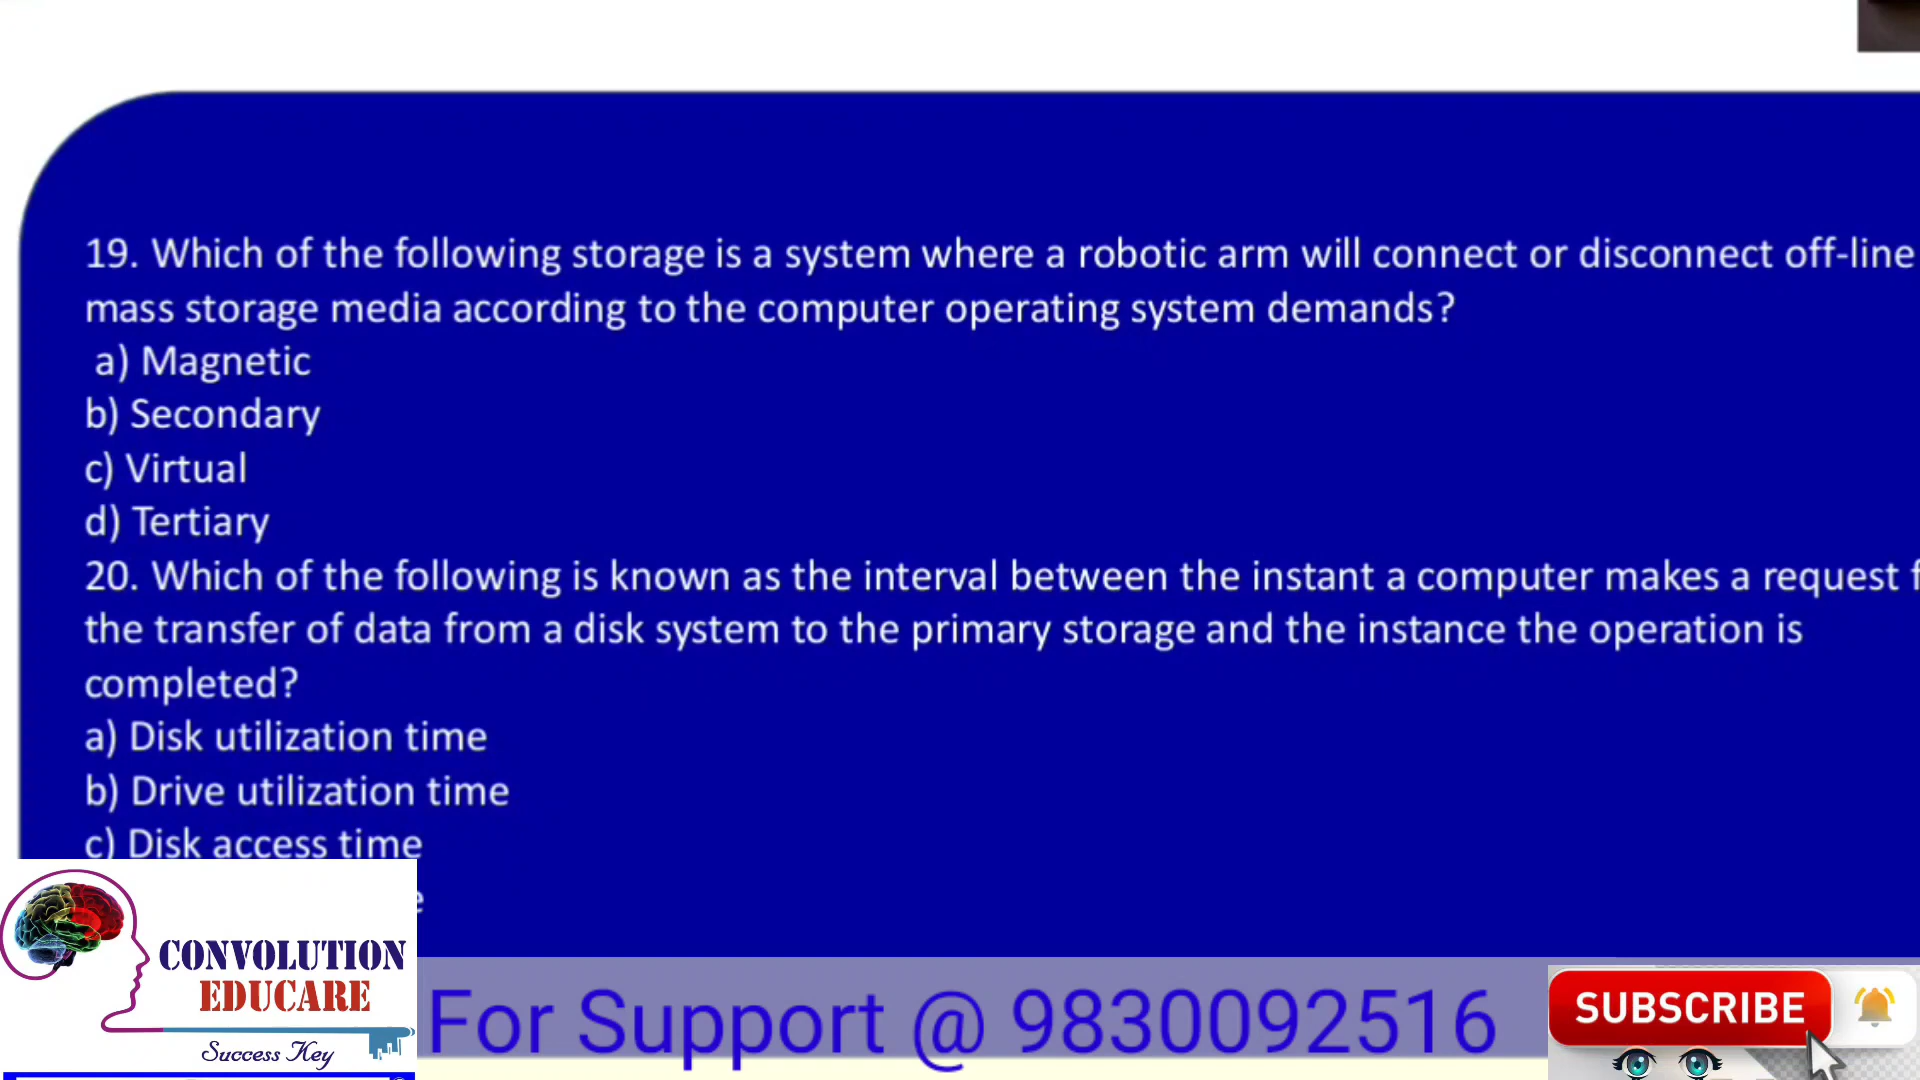 19. Which of the following storage is a system where a robotic arm will connect or disconnect off-line
mass storage media according to the computer operating system demands?
a) Magnetic
b) Secondary
c) Virtual
d) Tertiary
20. Which of the following is known as the interval between the instant a computer makes a request
the transfer of data from a disk system to the primary storage and the instance the operation is
completed?
a) Disk utilization time
b) Drive utilization time
c) Disk access time
CONVOLUTION
EDUCARE
Success Key
For Support @ 9830092516
SUBSCRIBE